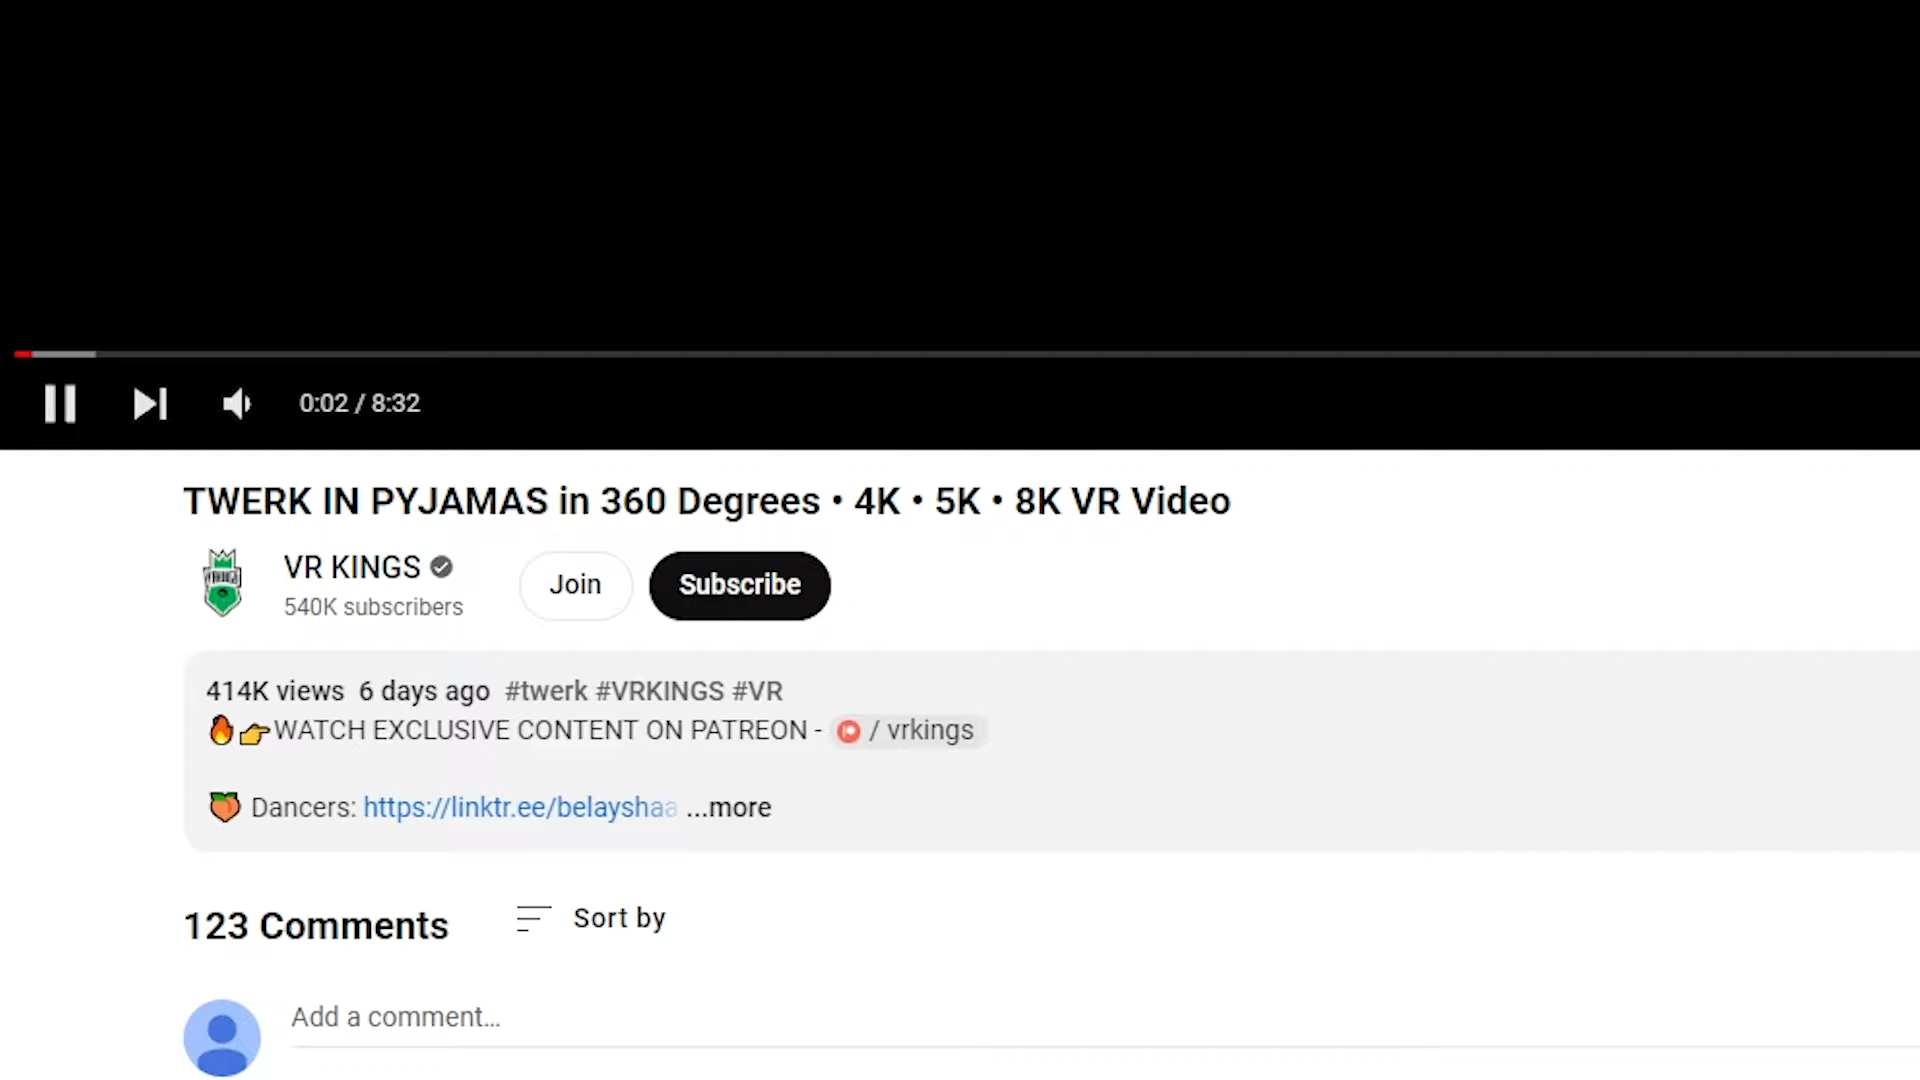 0:02 / 8:32
TWERK IN PYJAMAS in 360 Degrees • 4K • 5K • 8K VR Video
VR KINGS
540K subscribers
Join
Subscribe
414K views 6 days ago #twerk #VRKINGS #VR
🔥👉WATCH EXCLUSIVE CONTENT ON PATREON - / vrkings
🍑 Dancers: https://linktr.ee/belayshaa ...more
123 Comments
Sort by
Add a comment...